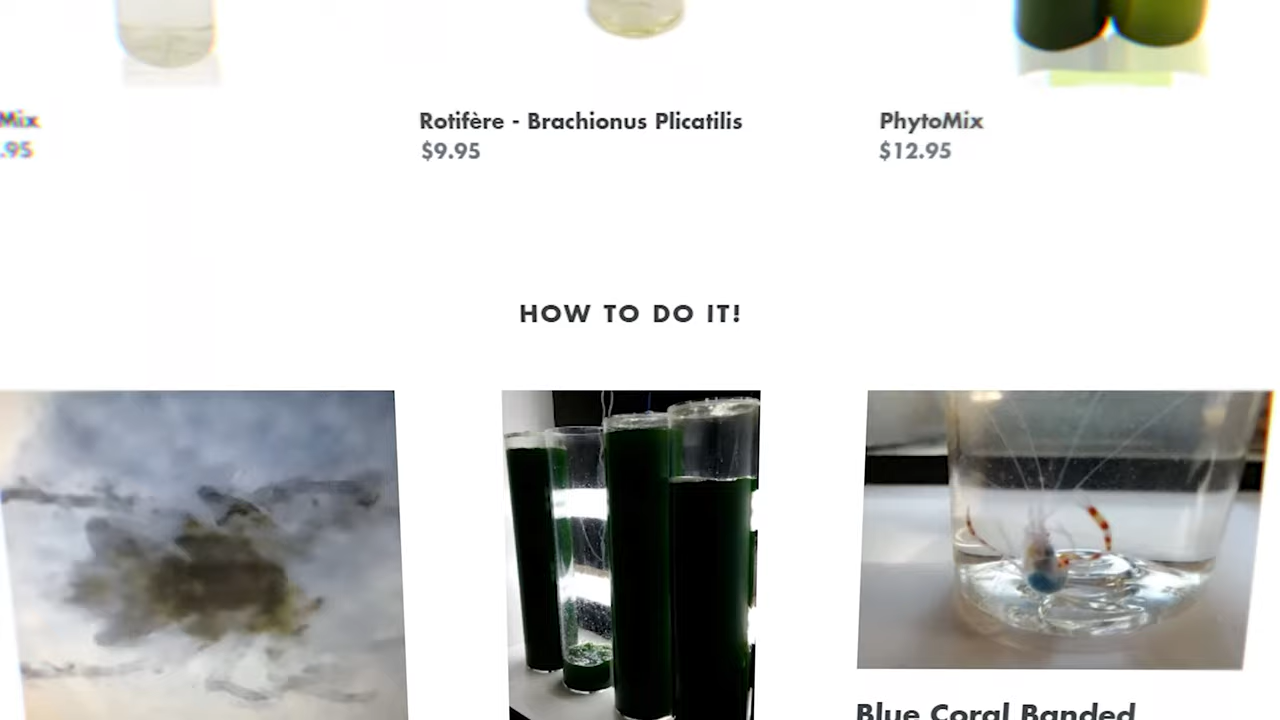 Mix
.95
Rotifère - Brachionus Plicatilis
$9.95
PhytoMix
$12.95
HOW TO DO IT!
Blue Coral Banded